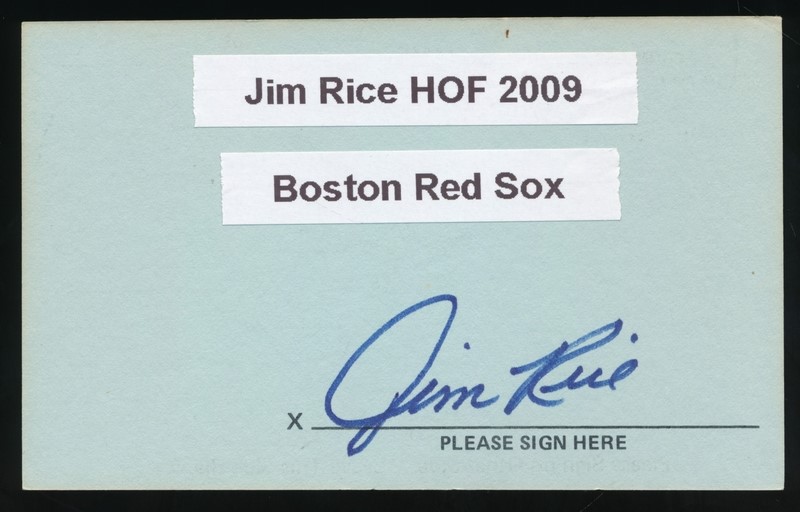 Jim Rice HOF 2009
Boston Red Sox
Jim Rice
X
PLEASE SIGN HERE